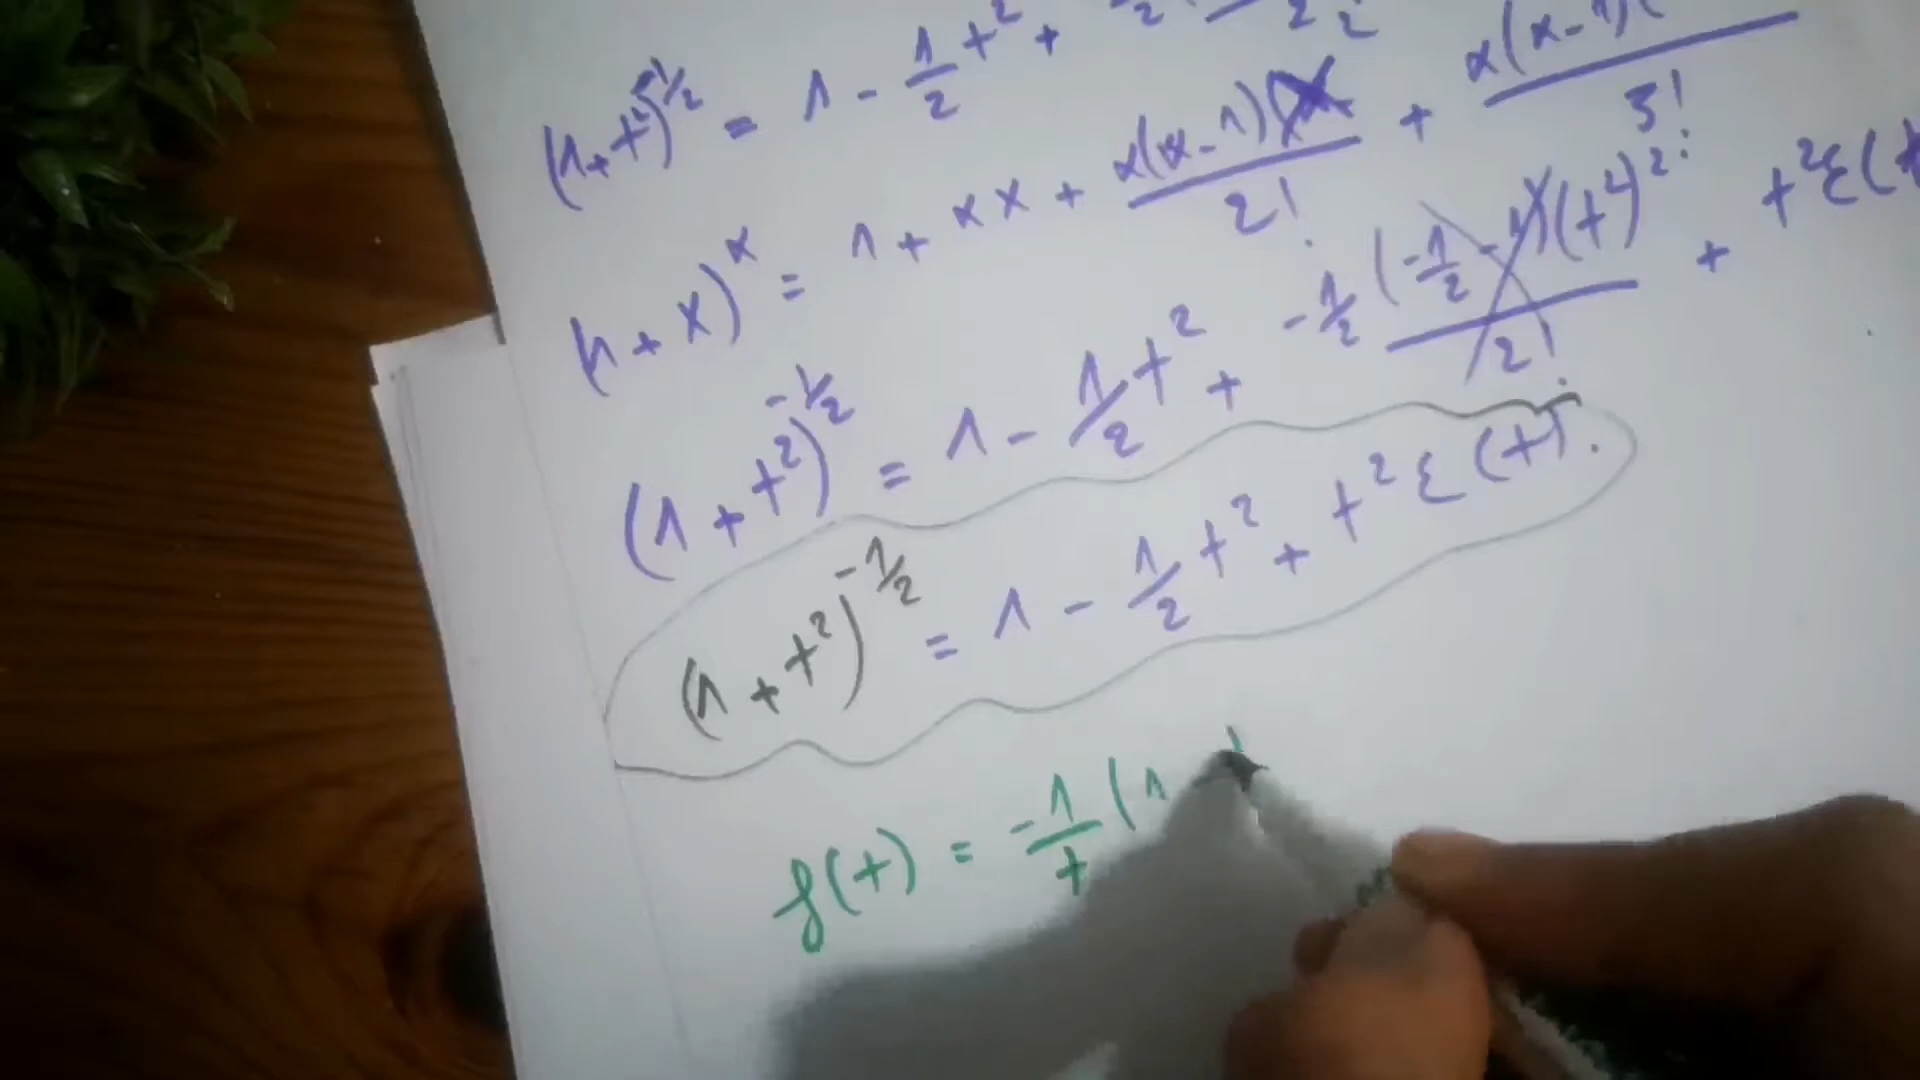 (1+t²)^-1/2 = 1 - 1/2 t² +
(1+x)^α = 1 + αx + α(α-1)/2! + α(α-1)(/3!
(1+t²)^-1/2 = 1 - 1/2 t² + -1/2(-1/2-1)(t²)²/2! + t²ε(t
(1+t²)^-1/2 = 1 - 1/2 t² + t²ε(t).
f(t) = -1/t (1